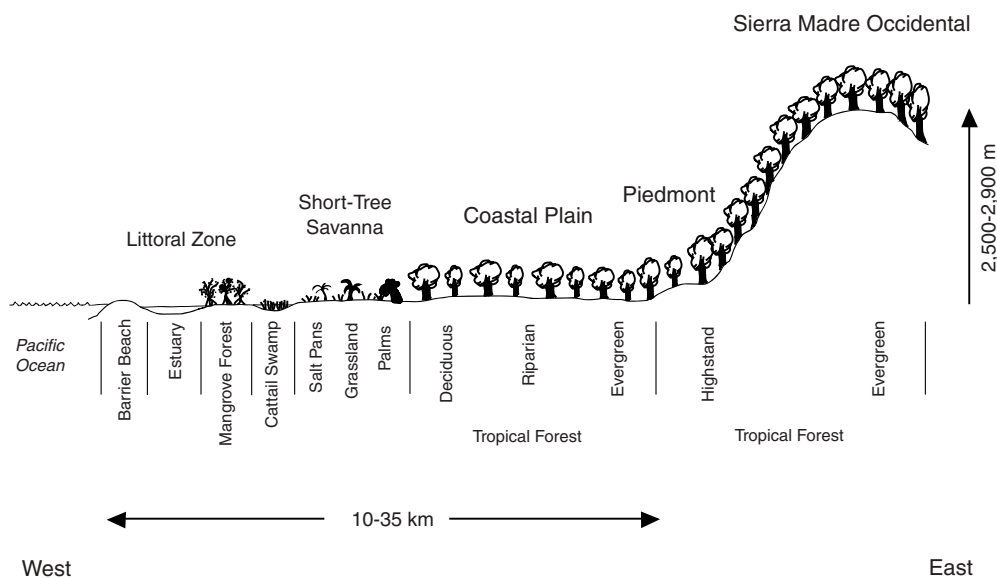 Sierra Madre Occidental
Piedmont
Short-Tree
Savanna
Coastal Plain
Littoral Zone
2,500-2,900 m
Pacific
Ocean
Barrier Beach
Estuary
Mangrove Forest
Cattail Swamp
Salt Pans
Grassland
Palms
Deciduous
Riparian
Evergreen
Highstand
Evergreen
Tropical Forest
Tropical Forest
10-35 km
West
East